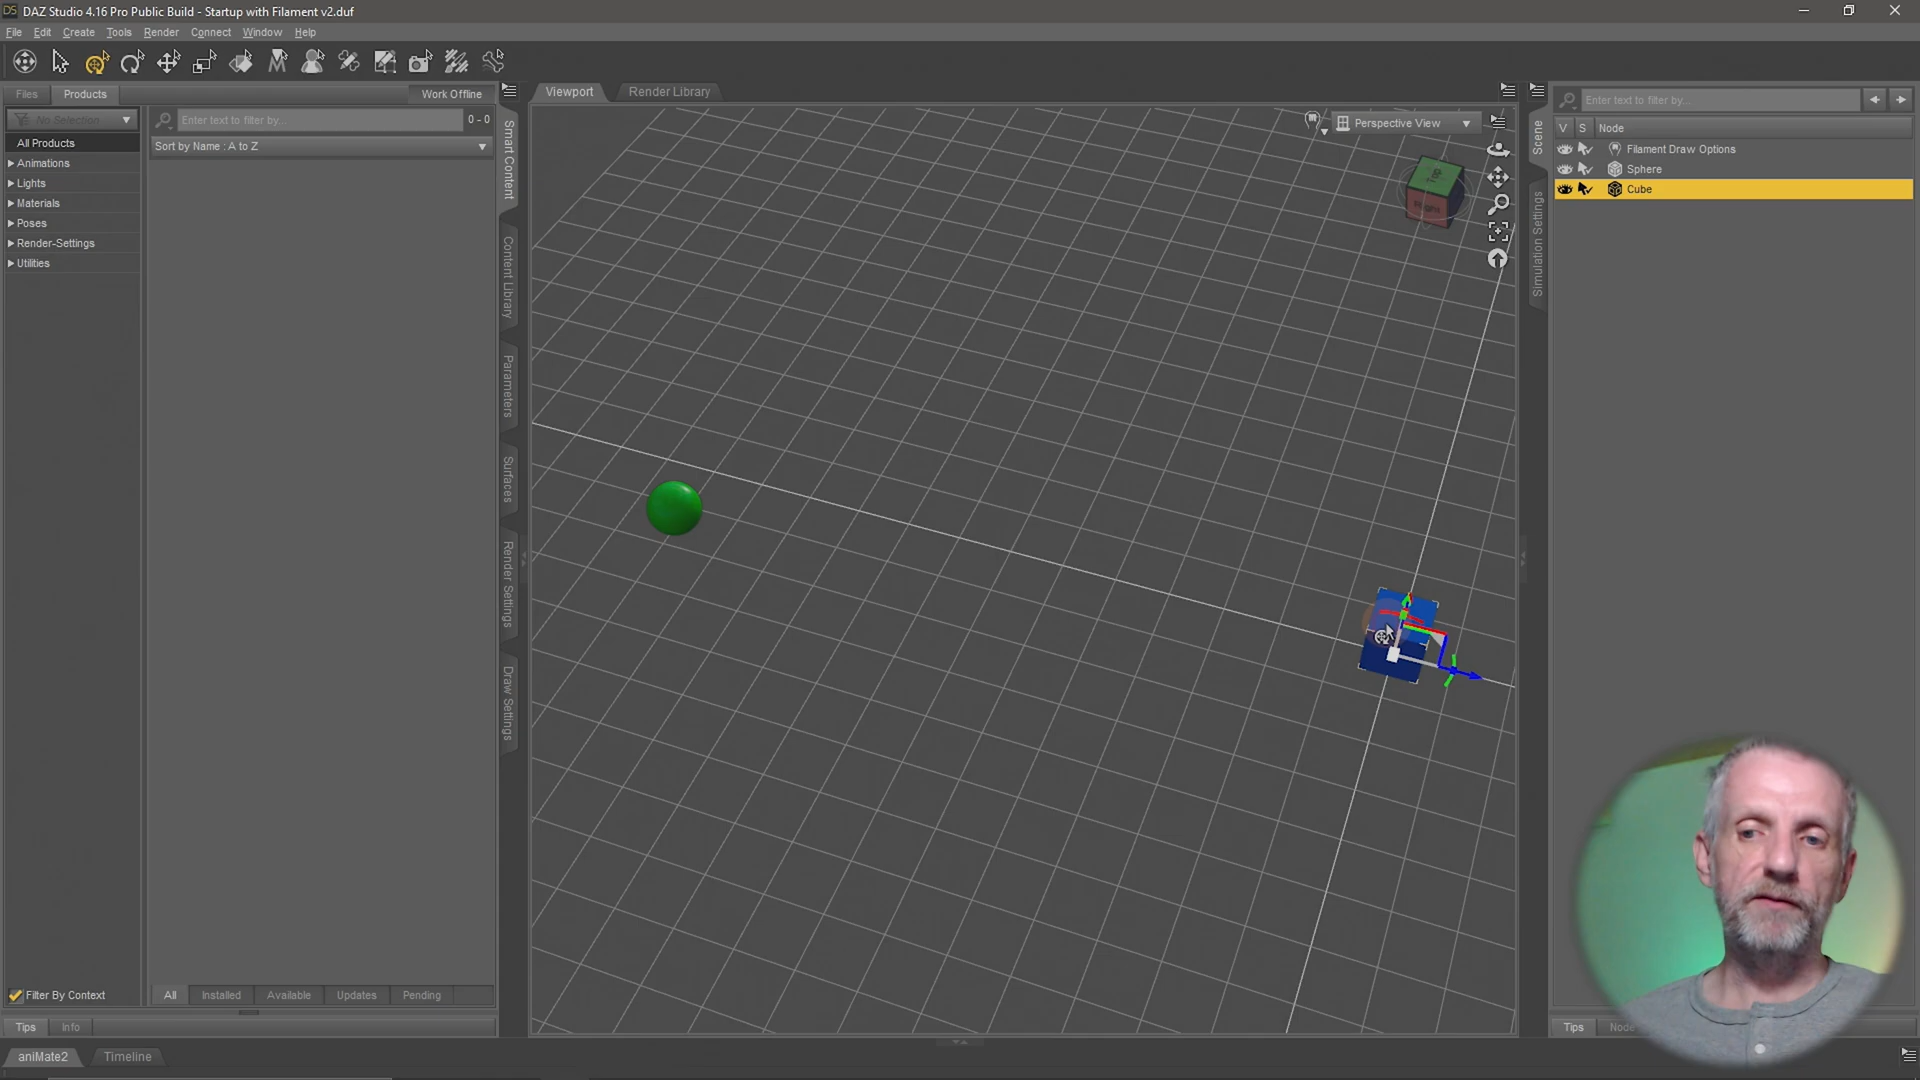 DAZ Studio 4.16 Pro Public Build - Startup with Filament v2.duf
File Edit Create Tools Render Connect Window Help
Files Products Work Offline
No Selection
Enter text to filter by... 0 - 0
Sort by Name : A to Z
All Products
Animations
Lights
Materials
Poses
Render-Settings
Utilities
Filter By Context
All Installed Available Updates Pending
Tips Info
aniMate2 Timeline
Smart Content
Content Library
Parameters
Surfaces
Render Settings
Draw Settings
Viewport Render Library
Perspective View
Top
Right
Scene
Simulation Settings
Enter text to filter by...
V S Node
Filament Draw Options
Sphere
Cube
Tips Node